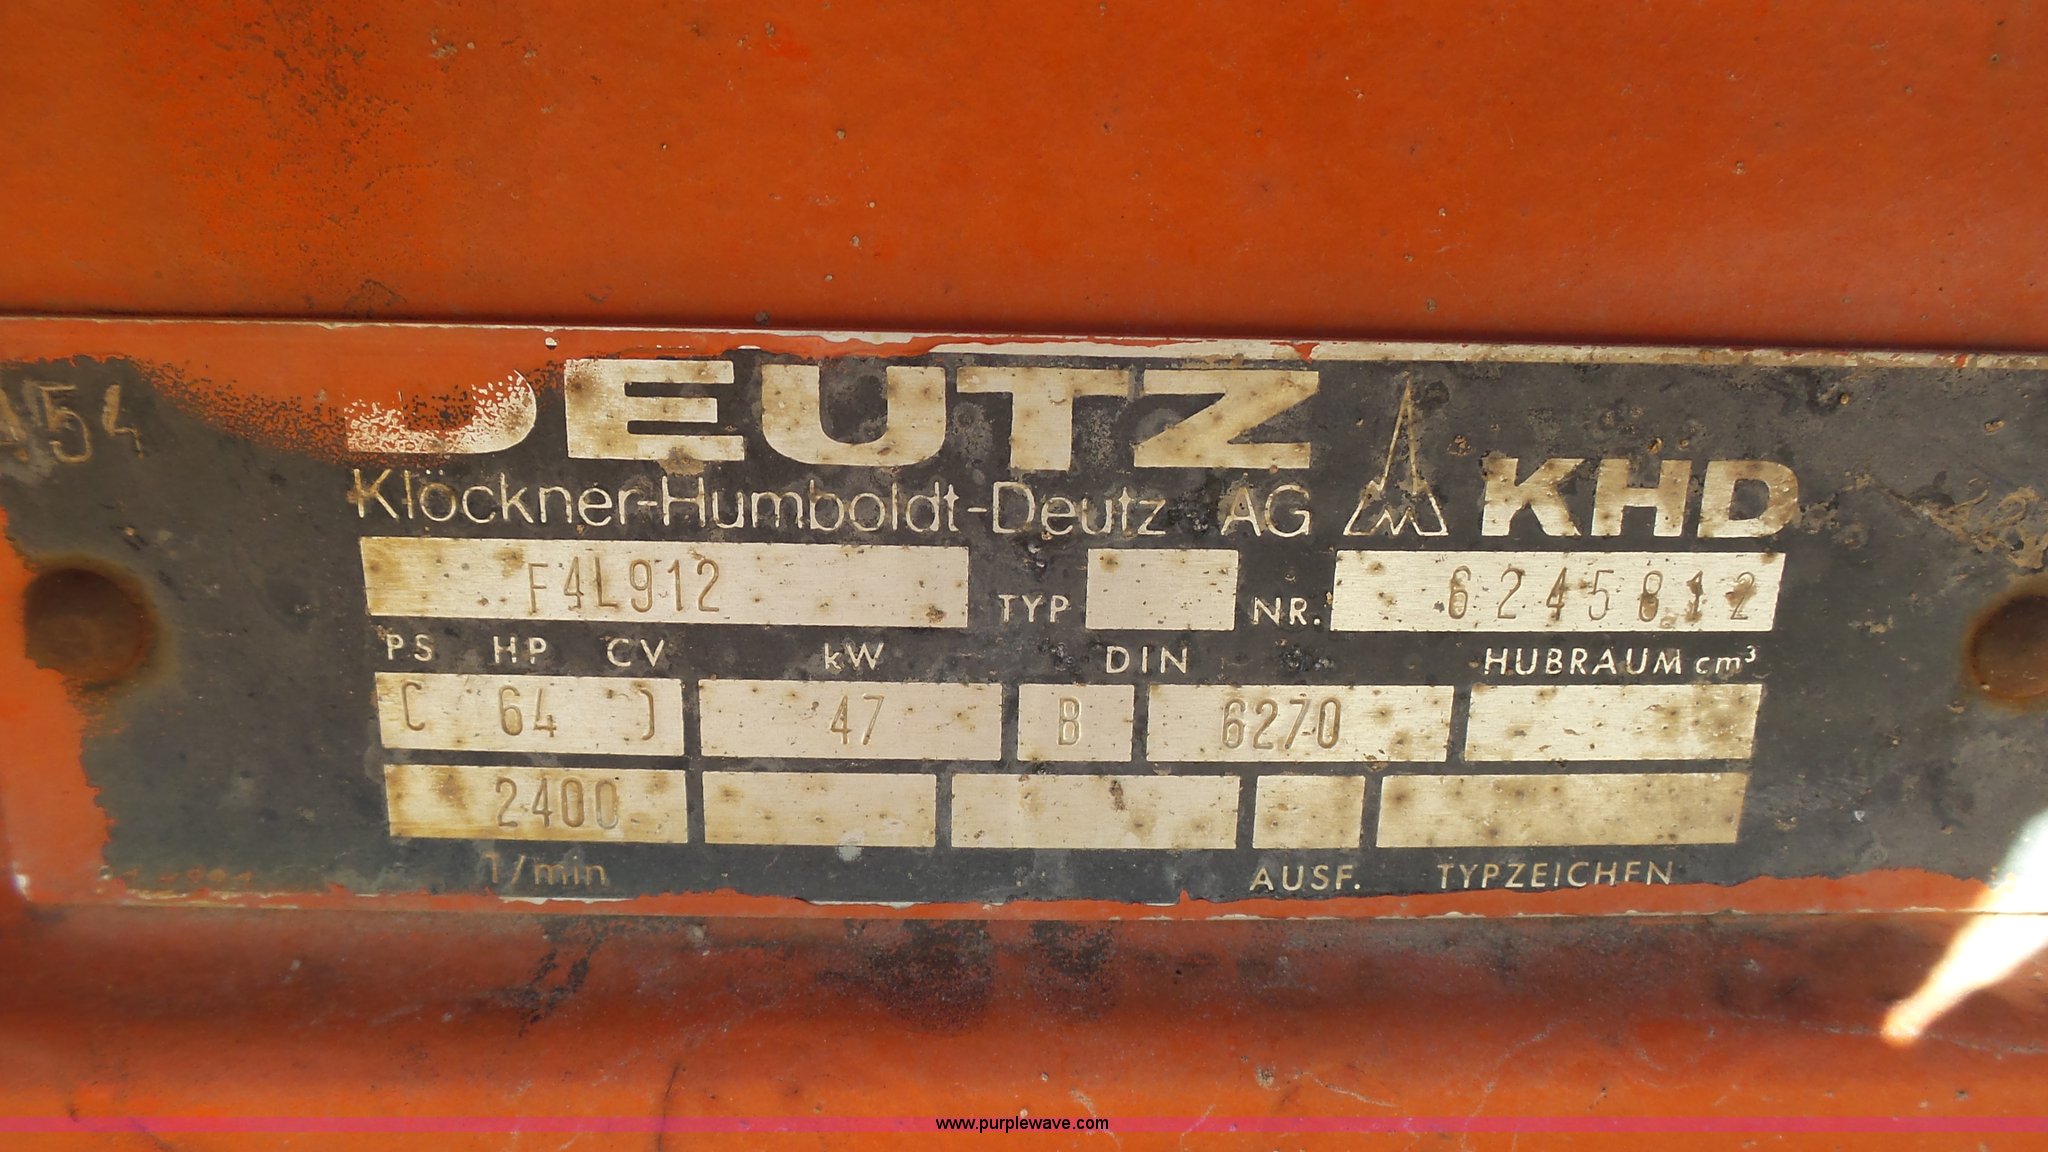 DEUTZ
454
Klöckner-Humboldt-Deutz AG KHD
F4L912 TYP NR. 6245812
PS HP CV kW DIN HUBRAUM cm³
( 64 ) 47 B 6270
2400
1/min AUSF. TYPZEICHEN
www.purplewave.com